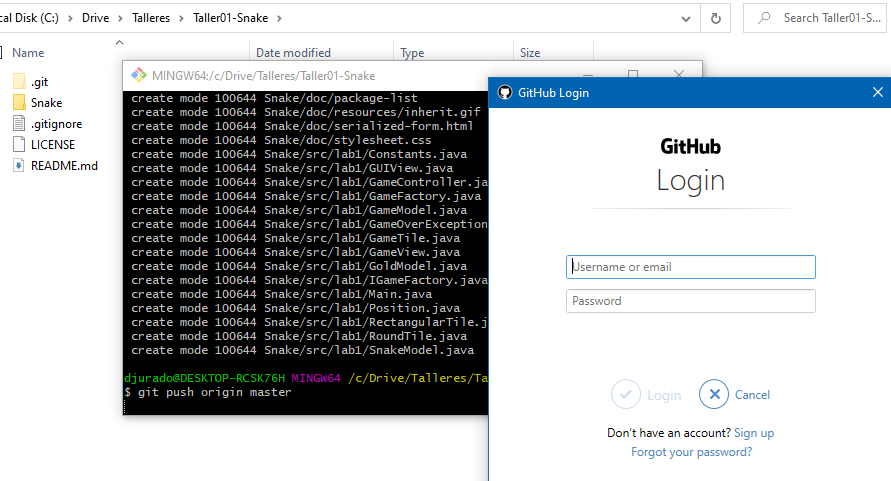 cal Disk (C:) > Drive > Talleres > Taller01-Snake >
Search Taller01-S...
Name
Date modified
Type
Size
.git
Snake
.gitignore
LICENSE
README.md
MINGW64:/c/Drive/Talleres/Taller01-Snake
create mode 100644 Snake/doc/package-list
create mode 100644 Snake/doc/resources/inherit.gif
create mode 100644 Snake/doc/serialized-form.html
create mode 100644 Snake/doc/stylesheet.css
create mode 100644 Snake/src/lab1/Constants.java
create mode 100644 Snake/src/lab1/GUIView.java
create mode 100644 Snake/src/lab1/GameController.ja
create mode 100644 Snake/src/lab1/GameFactory.java
create mode 100644 Snake/src/lab1/GameModel.java
create mode 100644 Snake/src/lab1/GameOverException
create mode 100644 Snake/src/lab1/GameTile.java
create mode 100644 Snake/src/lab1/GameView.java
create mode 100644 Snake/src/lab1/GoldModel.java
create mode 100644 Snake/src/lab1/IGameFactory.java
create mode 100644 Snake/src/lab1/Main.java
create mode 100644 Snake/src/lab1/Position.java
create mode 100644 Snake/src/lab1/RectangularTile.j
create mode 100644 Snake/src/lab1/RoundTile.java
create mode 100644 Snake/src/lab1/SnakeModel.java
djurado@DESKTOP-RCSK76H MINGW64 /c/Drive/Talleres/Ta
$ git push origin master
GitHub Login
GitHub
Login
Username or email
Password
Login
Cancel
Don't have an account? Sign up
Forgot your password?